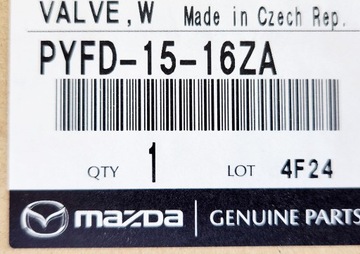 VALVE,W Made in Czech Rep.
PYFD-15-16ZA
QTY 1 LOT 4F24
mazda GENUINE PARTS